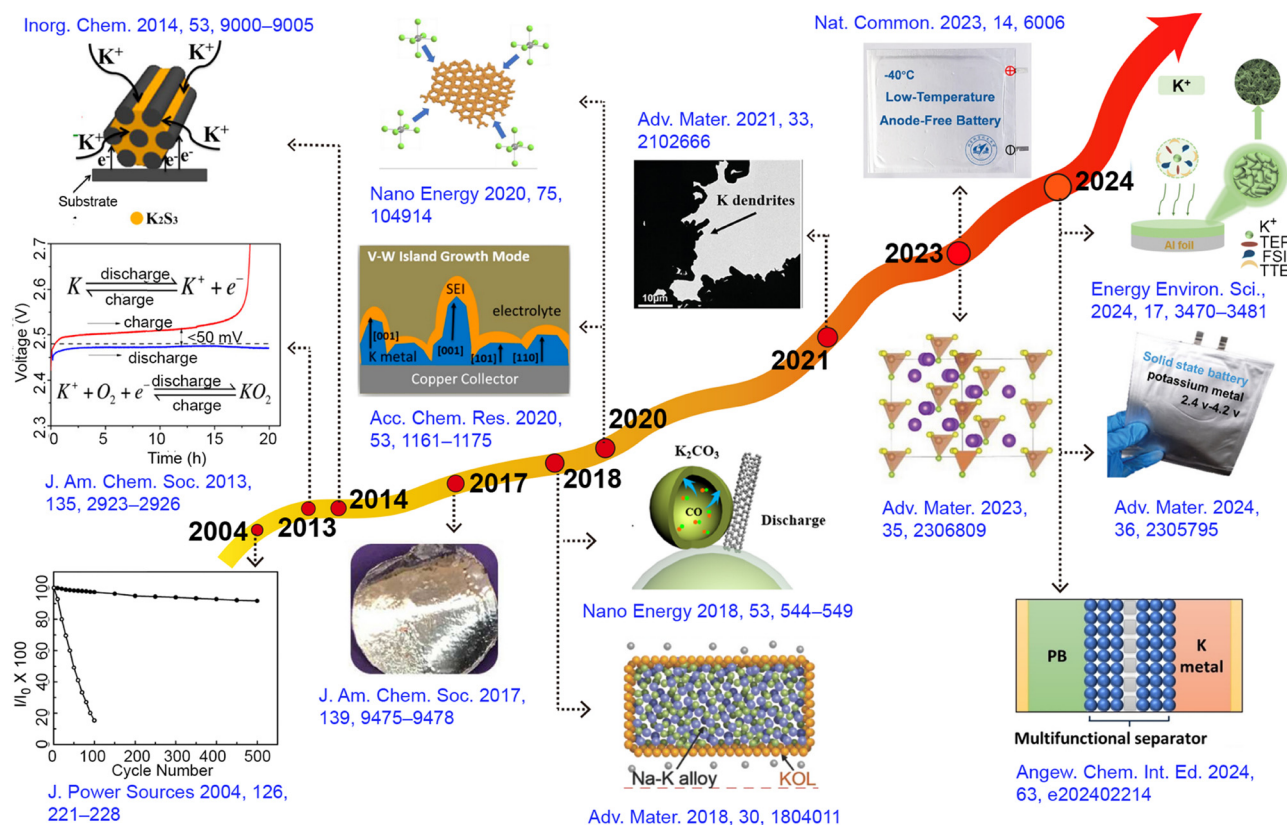 Inorg. Chem. 2014, 53, 9000–9005
K⁺ K⁺
K⁺ K⁺
e⁻ e⁻ e⁻
Substrate
K₂S₃
2.7
2.6
2.5
2.4
2.3
Voltage (V)
K discharge charge K⁺ + e⁻
charge
<50 mV
discharge
K⁺ + O₂ + e⁻ discharge charge KO₂
0 5 10 15 20
Time (h)
J. Am. Chem. Soc. 2013,
135, 2923–2926
Nano Energy 2020, 75,
104914
V-W Island Growth Mode
SEI
electrolyte
[001]
K metal
[001]
[101]
[110]
Copper Collector
Acc. Chem. Res. 2020,
53, 1161–1175
Adv. Mater. 2021, 33,
2102666
K dendrites
10μm
Nat. Common. 2023, 14, 6006
-40°C
Low-Temperature
Anode-Free Battery
K⁺
Al foil
K⁺
TEP
FSI
TTE
Energy Environ. Sci.,
2024, 17, 3470–3481
2004
2013
2014
2017
2018
2020
2021
2023
2024
100
80
60
40
20
0
I/I₀ X 100
0 100 200 300 400 500
Cycle Number
J. Power Sources 2004, 126,
221–228
J. Am. Chem. Soc. 2017,
139, 9475–9478
K₂CO₃
CO
Discharge
Nano Energy 2018, 53, 544–549
Na-K alloy
KOL
Adv. Mater. 2018, 30, 1804011
Adv. Mater. 2023,
35, 2306809
Solid state battery
potassium metal
2.4 v-4.2 v
Adv. Mater. 2024,
36, 2305795
PB
K
metal
Multifunctional separator
Angew. Chem. Int. Ed. 2024,
63, e202402214